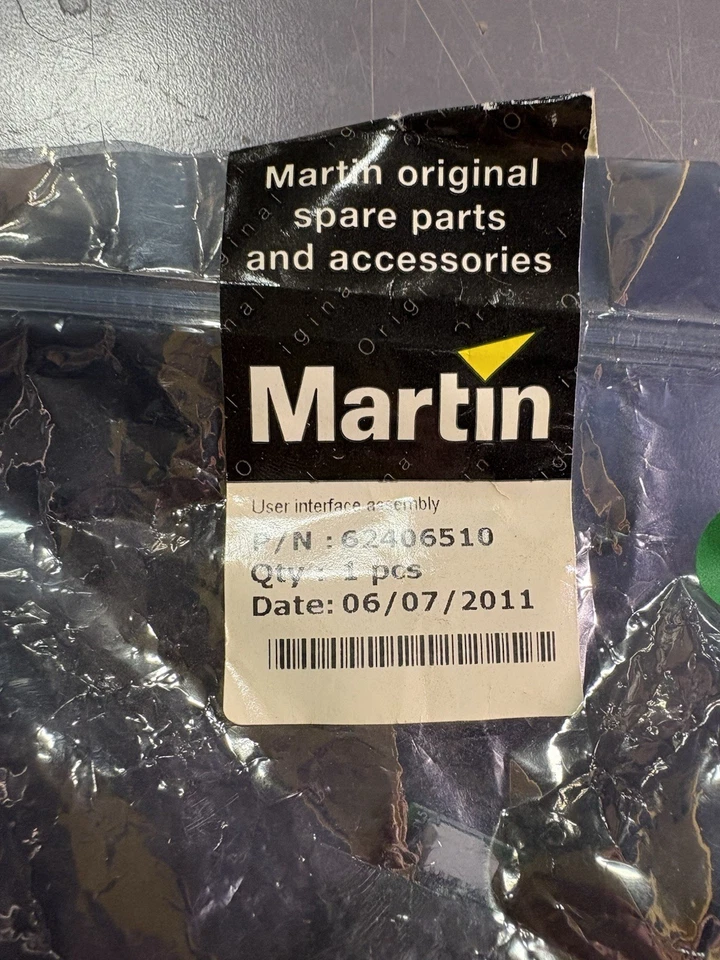 Martin original
spare parts
and accessories
Martin
User interface assembly
P/N : 62406510
Qty : 1 pcs
Date: 06/07/2011